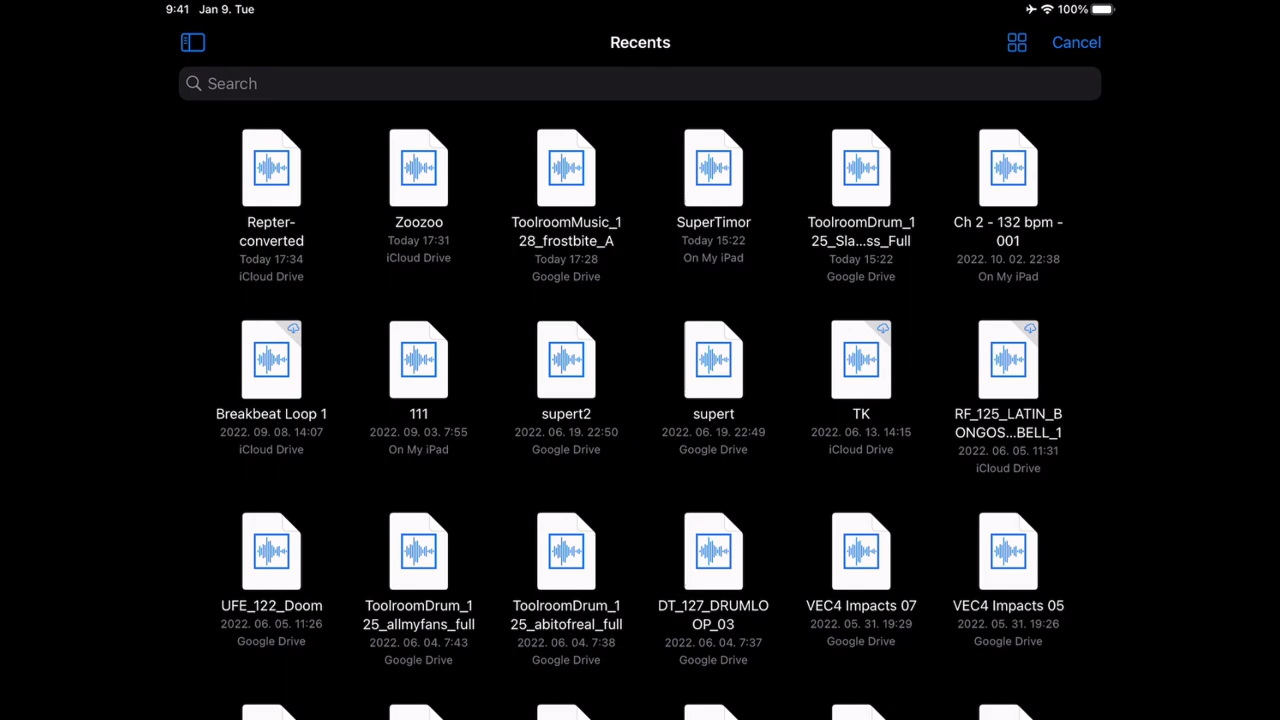 9:41 Jan 9. Tue
100%
Recents
Cancel
Search
Repter-
converted
Today 17:34
iCloud Drive
Zoozoo
Today 17:31
iCloud Drive
ToolroomMusic_1
28_frostbite_A
Today 17:28
Google Drive
SuperTimor
Today 15:22
On My iPad
ToolroomDrum_1
25_Sla...ss_Full
Today 15:22
Google Drive
Ch 2 - 132 bpm -
001
2022. 10. 02. 22:38
On My iPad
Breakbeat Loop 1
2022. 09. 08. 14:07
iCloud Drive
111
2022. 09. 03. 7:55
On My iPad
supert2
2022. 06. 19. 22:50
Google Drive
supert
2022. 06. 19. 22:49
Google Drive
TK
2022. 06. 13. 14:15
iCloud Drive
RF_125_LATIN_B
ONGOS...BELL_1
2022. 06. 05. 11:31
iCloud Drive
UFE_122_Doom
2022. 06. 05. 11:26
Google Drive
ToolroomDrum_1
25_allmyfans_full
2022. 06. 04. 7:43
Google Drive
ToolroomDrum_1
25_abitofreal_full
2022. 06. 04. 7:38
Google Drive
DT_127_DRUMLO
OP_03
2022. 06. 04. 7:37
Google Drive
VEC4 Impacts 07
2022. 05. 31. 19:29
Google Drive
VEC4 Impacts 05
2022. 05. 31. 19:26
Google Drive